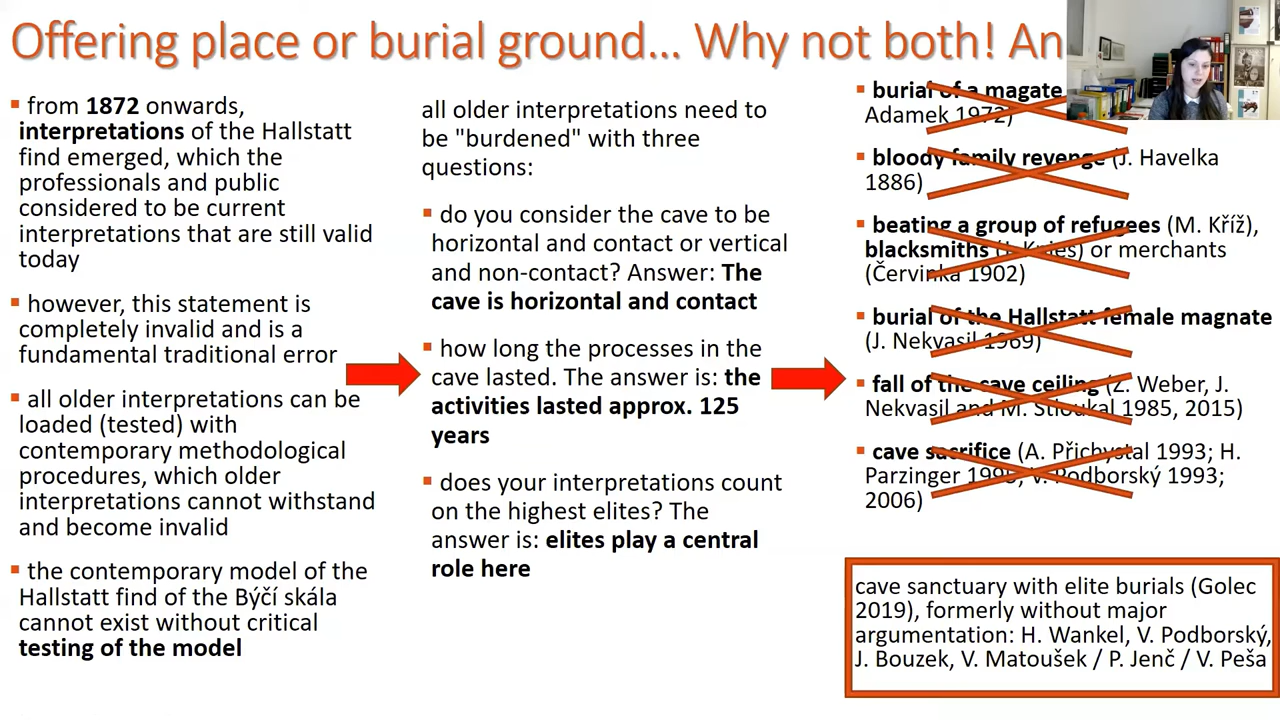 Offering place or burial ground... Why not both! An
from 1872 onwards,
interpretations of the Hallstatt
find emerged, which the
professionals and public
considered to be current
interpretations that are still valid
today
however, this statement is
completely invalid and is a
fundamental traditional error
all older interpretations can be
loaded (tested) with
contemporary methodological
procedures, which older
interpretations cannot withstand
and become invalid
the contemporary model of the
Hallstatt find of the Býčí skála
cannot exist without critical
testing of the model
all older interpretations need to
be "burdened" with three
questions:
do you consider the cave to be
horizontal and contact or vertical
and non-contact? Answer: The
cave is horizontal and contact
how long the processes in the
cave lasted. The answer is: the
activities lasted approx. 125
years
does your interpretations count
on the highest elites? The
answer is: elites play a central
role here
burial of a magate
Adamek 1972)
bloody family revenge (J. Havelka
1886)
beating a group of refugees (M. Kříž),
blacksmiths (J. Knies) or merchants
(Červinka 1902)
burial of the Hallstatt female magnate
(J. Nekvasil 1969)
fall of the cave ceiling (Z. Weber, J.
Nekvasil and M. Stloukal 1985, 2015)
cave sacrifice (A. Přichystal 1993; H.
Parzinger 1995, V. Podborský 1993;
2006)
cave sanctuary with elite burials (Golec
2019), formerly without major
argumentation: H. Wankel, V. Podborský,
J. Bouzek, V. Matoušek / P. Jenč / V. Peša